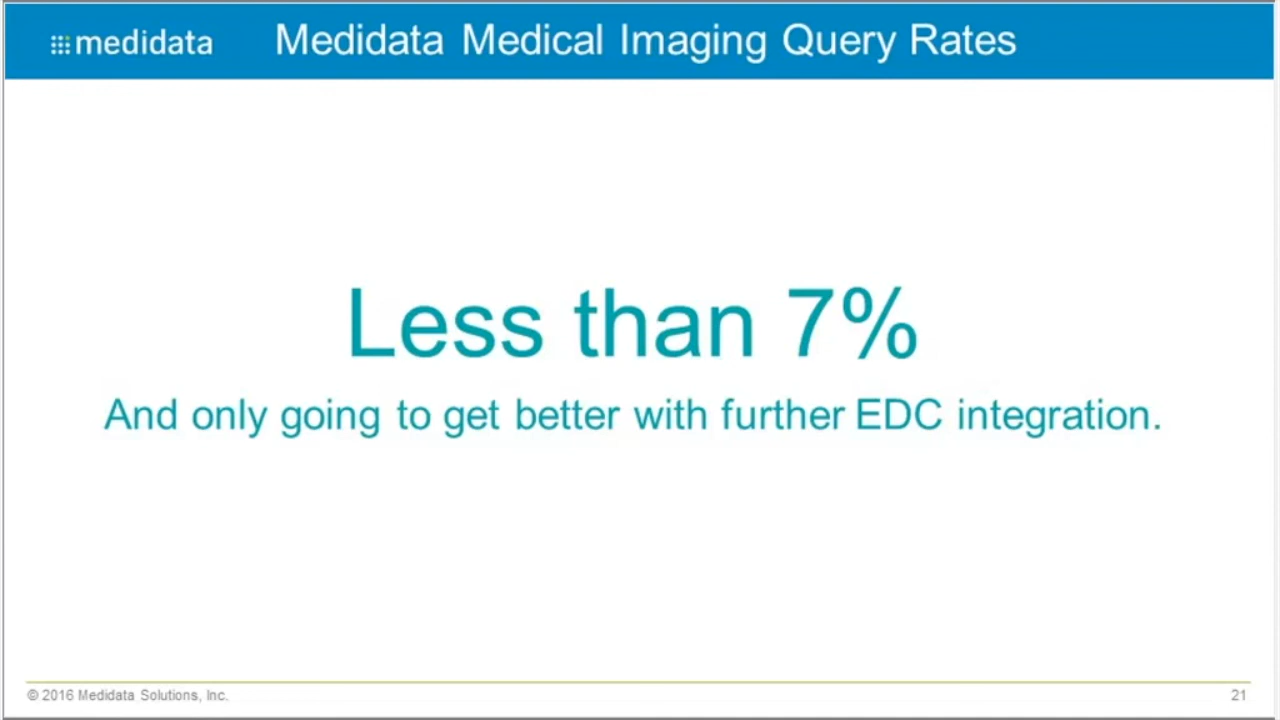 medidata
Medidata Medical Imaging Query Rates
Less than 7%
And only going to get better with further EDC integration.
© 2016 Medidata Solutions, Inc.
21